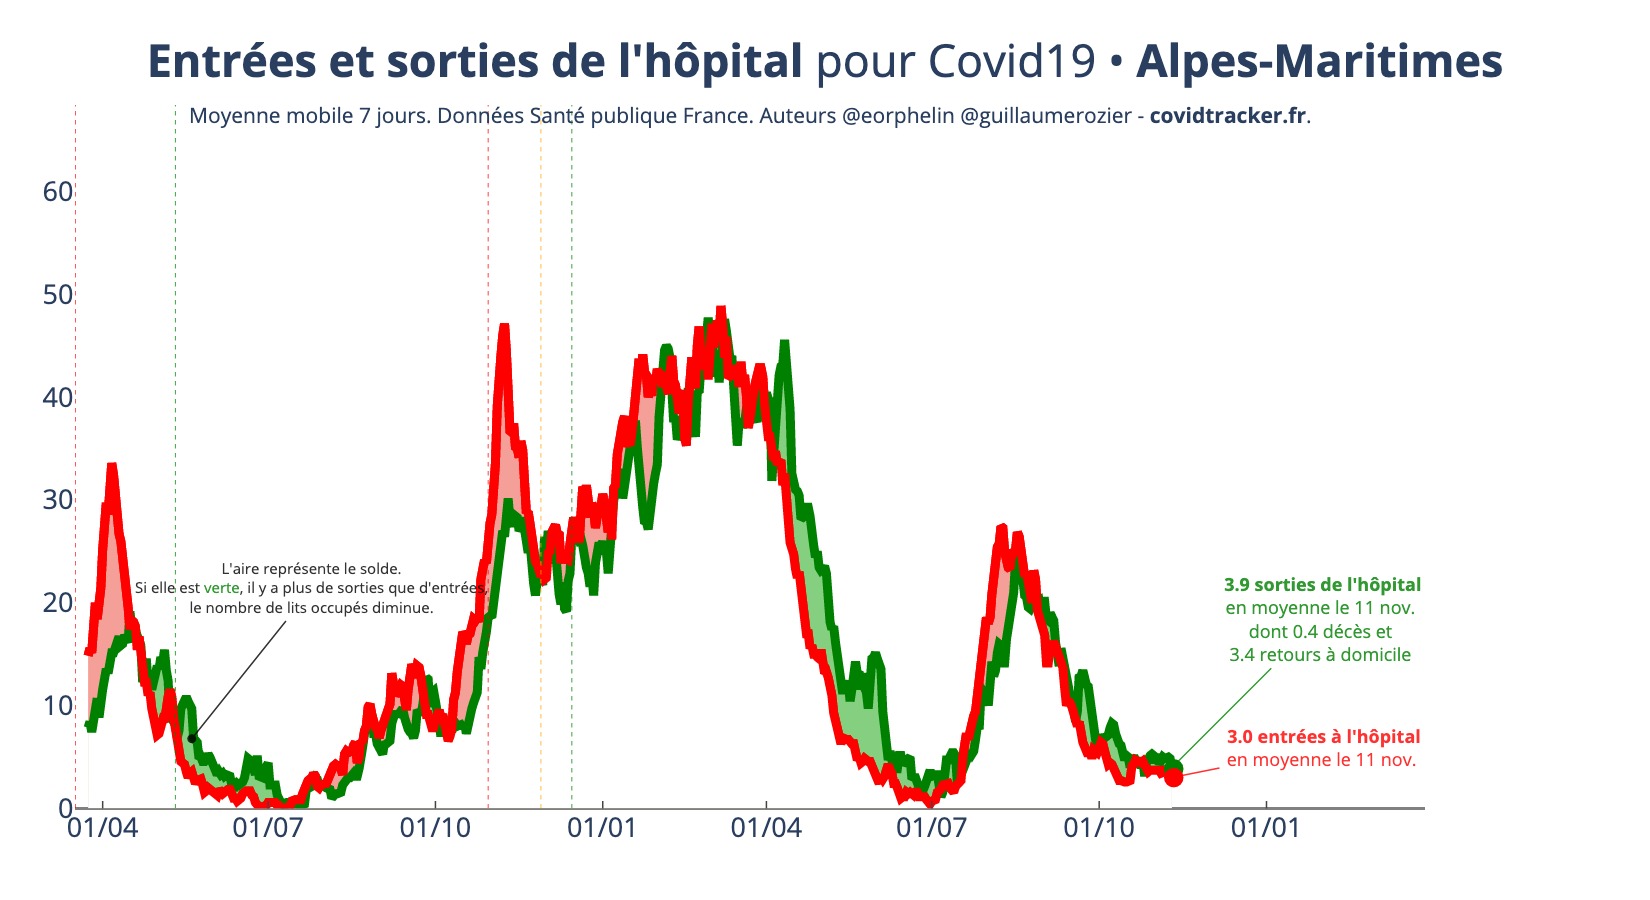 Entrées et sorties de l'hôpital pour Covid19 • Alpes-Maritimes
Moyenne mobile 7 jours. Données Santé publique France. Auteurs @eorphelin @guillaumerozier - covidtracker.fr.
60
50
40
30
20
10
0
L'aire représente le solde.
Si elle est verte, il y a plus de sorties que d'entrées,
le nombre de lits occupés diminue.
3.9 sorties de l'hôpital
en moyenne le 11 nov.
dont 0.4 décès et
3.4 retours à domicile
3.0 entrées à l'hôpital
en moyenne le 11 nov.
01/04 01/07 01/10 01/01 01/04 01/07 01/10 01/01